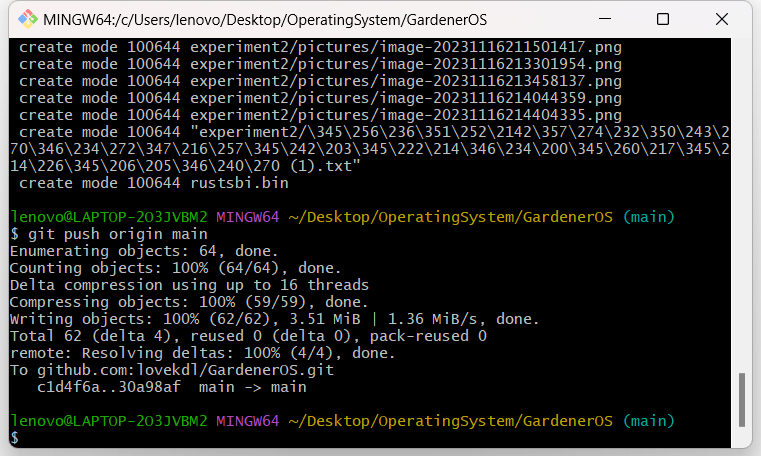 MINGW64:/c/Users/lenovo/Desktop/OperatingSystem/GardenerOS
create mode 100644 experiment2/pictures/image-20231116211501417.png
create mode 100644 experiment2/pictures/image-20231116213301954.png
create mode 100644 experiment2/pictures/image-20231116213458137.png
create mode 100644 experiment2/pictures/image-20231116214044359.png
create mode 100644 experiment2/pictures/image-20231116214404335.png
create mode 100644 "experiment2/\345\256\236\351\252\2142\357\274\232\350\243\2
70\346\234\272\347\216\257\345\242\203\345\222\214\346\234\200\345\260\217\345\2
14\226\345\206\205\346\240\270 (1).txt"
create mode 100644 rustsbi.bin
lenovo@LAPTOP-2O3JVBM2 MINGW64 ~/Desktop/OperatingSystem/GardenerOS (main)
$ git push origin main
Enumerating objects: 64, done.
Counting objects: 100% (64/64), done.
Delta compression using up to 16 threads
Compressing objects: 100% (59/59), done.
Writing objects: 100% (62/62), 3.51 MiB | 1.36 MiB/s, done.
Total 62 (delta 4), reused 0 (delta 0), pack-reused 0
remote: Resolving deltas: 100% (4/4), done.
To github.com:lovekdl/GardenerOS.git
c1d4f6a..30a98af  main -> main
lenovo@LAPTOP-2O3JVBM2 MINGW64 ~/Desktop/OperatingSystem/GardenerOS (main)
$